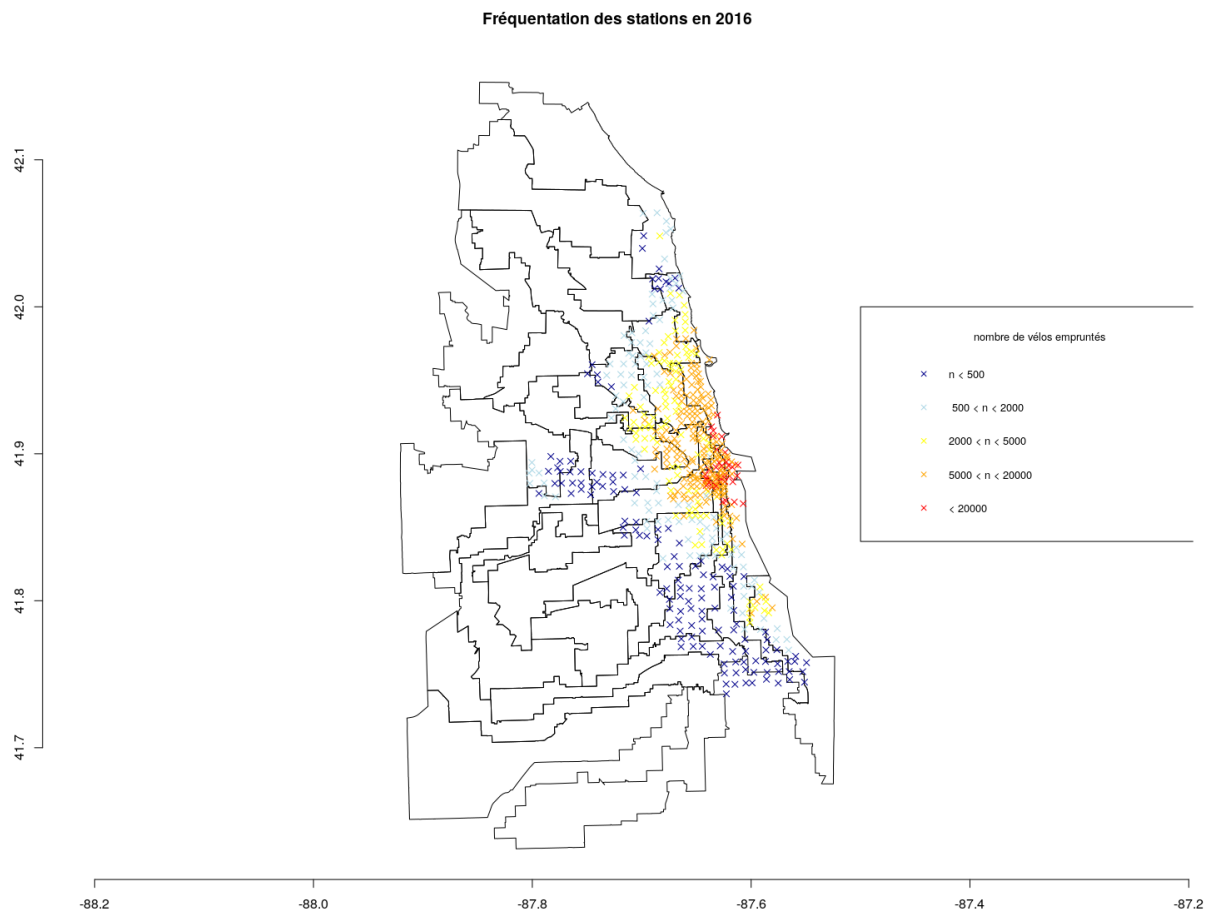 Fréquentation des stations en 2016
42.1
42.0
41.9
41.8
41.7
nombre de vélos empruntés
n < 500
500 < n < 2000
2000 < n < 5000
5000 < n < 20000
< 20000
-88.2 -88.0 -87.8 -87.6 -87.4 -87.2